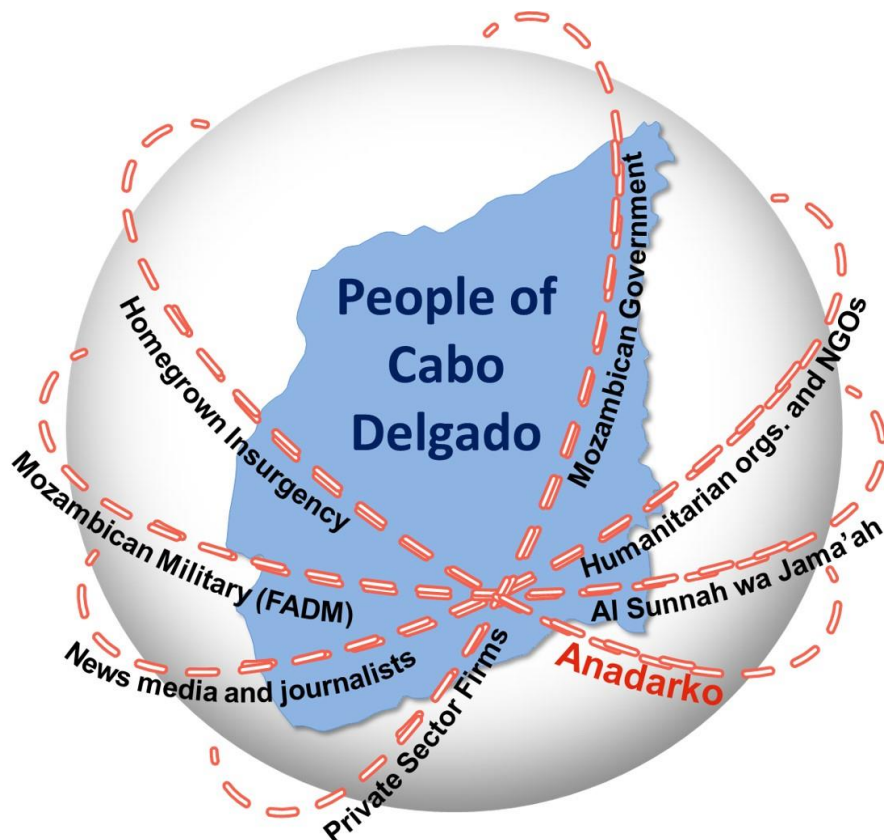 People of
Cabo
Delgado
Mozambican Government
Homegrown Insurgency
Humanitarian orgs. and NGOs
Mozambican Military (FADM)
Al Sunnah wa Jama’ah
News media and journalists
Anadarko
Private Sector Firms